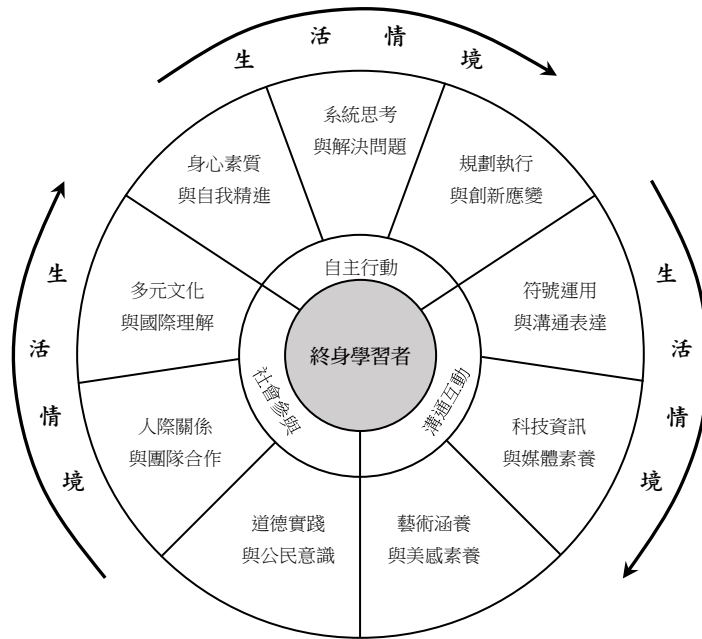 生活情境
系統思考
與解決問題
身心素質
與自我精進
規劃執行
與創新應變
自主行動
生活情境
多元文化
與國際理解
符號運用
與溝通表達
生活情境
終身學習者
社會參與
溝通互動
人際關係
與團隊合作
科技資訊
與媒體素養
道德實踐
與公民意識
藝術涵養
與美感素養